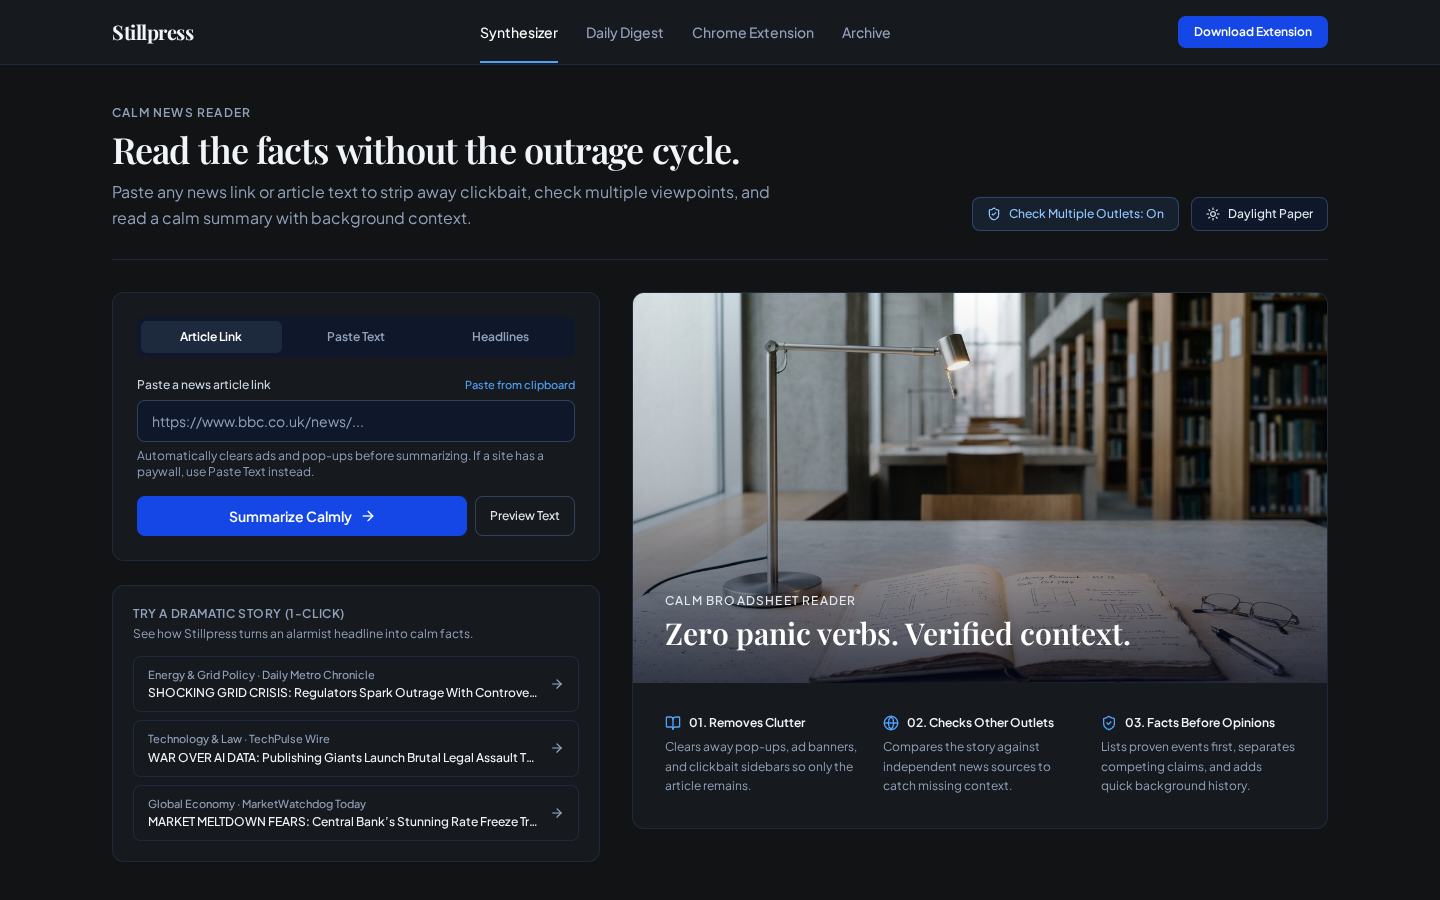 Stillpress
Synthesizer
Daily Digest
Chrome Extension
Archive
Download Extension
CALM NEWS READER
Read the facts without the outrage cycle.
Paste any news link or article text to strip away clickbait, check multiple viewpoints, and
read a calm summary with background context.
Check Multiple Outlets: On
Daylight Paper
Article Link
Paste Text
Headlines
Paste a news article link
Paste from clipboard
https://www.bbc.co.uk/news/...
Automatically clears ads and pop-ups before summarizing. If a site has a
paywall, use Paste Text instead.
Summarize Calmly
Preview Text
TRY A DRAMATIC STORY (1-CLICK)
See how Stillpress turns an alarmist headline into calm facts.
Energy & Grid Policy · Daily Metro Chronicle
SHOCKING GRID CRISIS: Regulators Spark Outrage With Controve...
Technology & Law · TechPulse Wire
WAR OVER AI DATA: Publishing Giants Launch Brutal Legal Assault T...
Global Economy · MarketWatchdog Today
MARKET MELTDOWN FEARS: Central Bank's Stunning Rate Freeze Tr...
CALM BROADSHEET READER
Zero panic verbs. Verified context.
01. Removes Clutter
Clears away pop-ups, ad banners,
and clickbait sidebars so only the
article remains.
02. Checks Other Outlets
Compares the story against
independent news sources to
catch missing context.
03. Facts Before Opinions
Lists proven events first, separates
competing claims, and adds
quick background history.